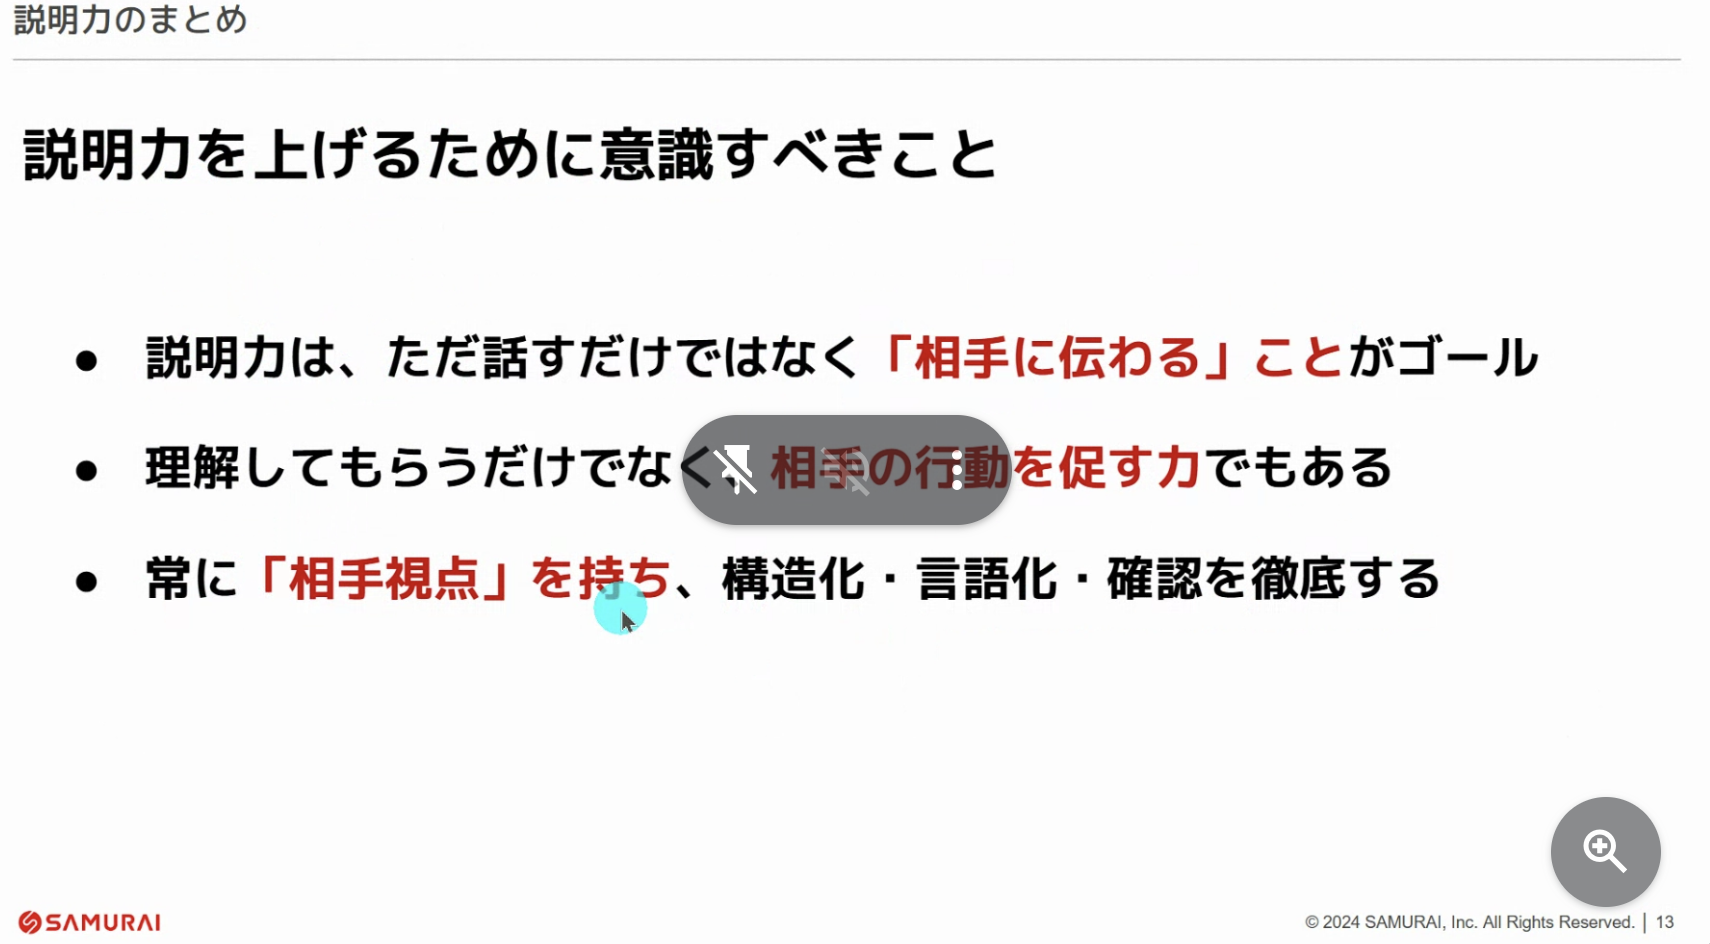 説明力のまとめ
説明力を上げるために意識すべきこと
● 説明力は、ただ話すだけではなく「相手に伝わる」ことがゴール
● 理解してもらうだけでなく、相手の行動を促す力でもある
● 常に「相手視点」を持ち、構造化・言語化・確認を徹底する
SAMURAI
© 2024 SAMURAI, Inc. All Rights Reserved. | 13